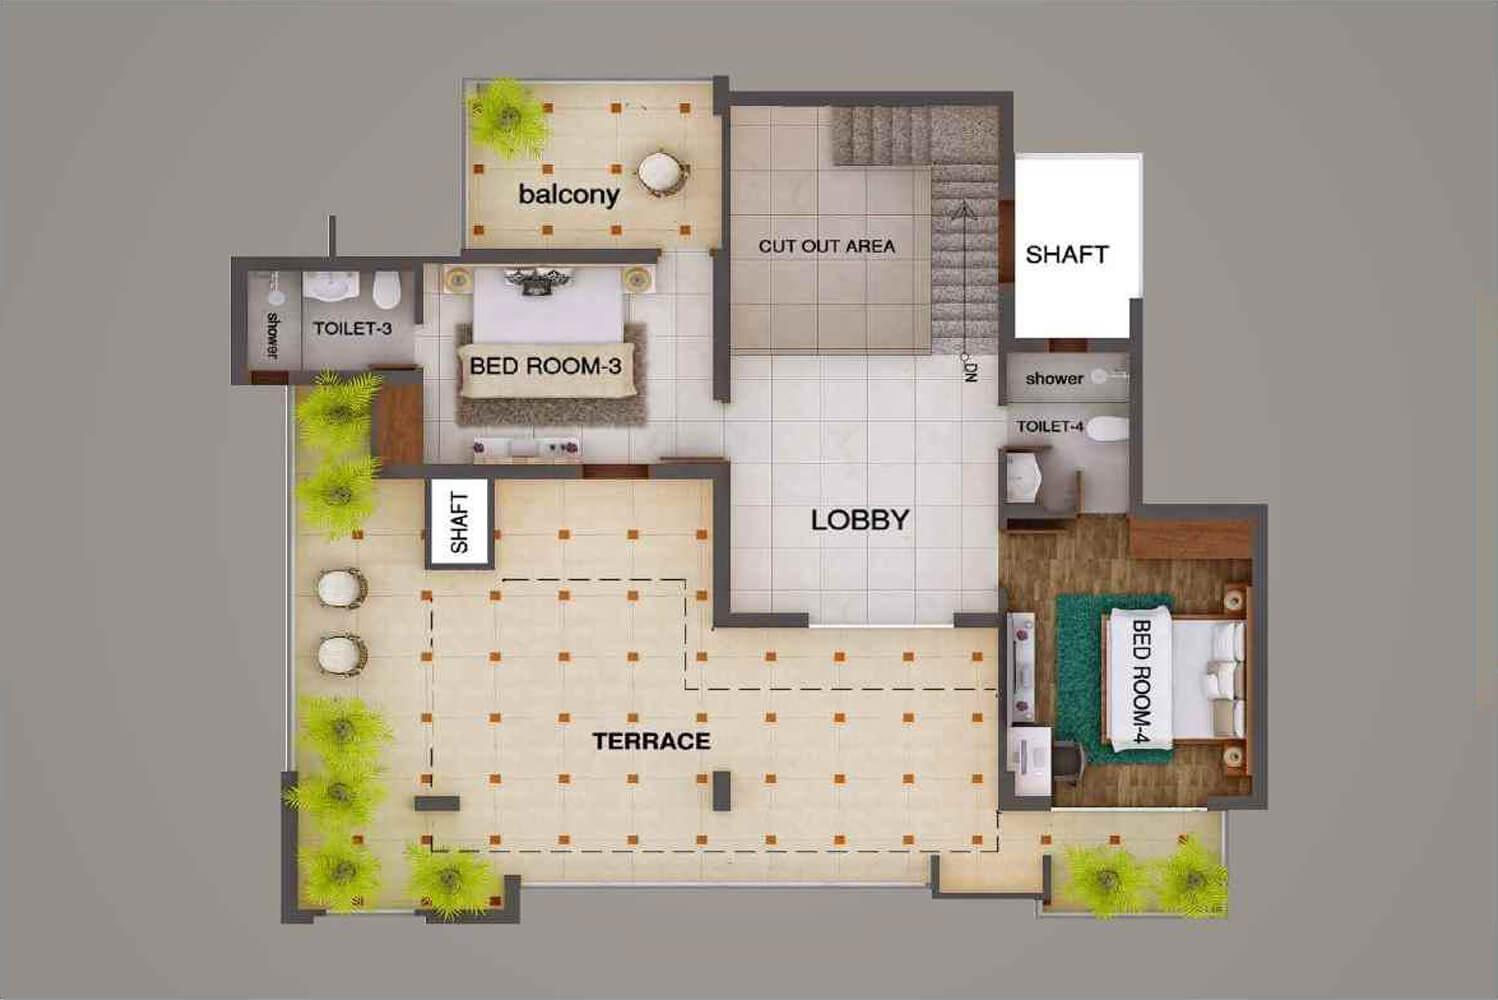 balcony
CUT OUT AREA
SHAFT
shower
TOILET-3
BED ROOM-3
DN
shower
TOILET-4
SHAFT
LOBBY
BED ROOM-4
TERRACE